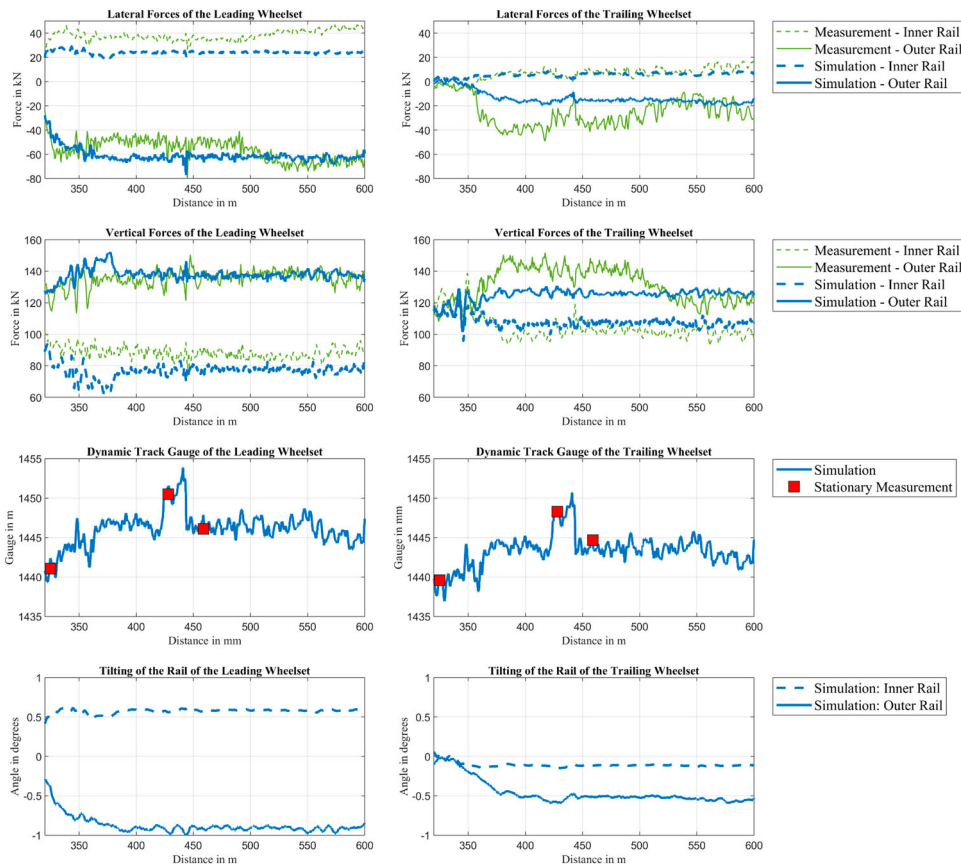 Lateral Forces of the Leading Wheelset
40
20
0
-20
-40
-60
-80
Force in kN
350
400
450
500
550
600
Distance in m
Lateral Forces of the Trailing Wheelset
40
20
0
-20
-40
-60
-80
Force in kN
350
400
450
500
550
600
Distance in m
Measurement - Inner Rail
Measurement - Outer Rail
Simulation - Inner Rail
Simulation - Outer Rail
Vertical Forces of the Leading Wheelset
160
140
120
100
80
60
Force in kN
350
400
450
500
550
600
Distance in m
Vertical Forces of the Trailing Wheelset
160
140
120
100
80
60
Force in kN
350
400
450
500
550
600
Distance in m
Measurement - Inner Rail
Measurement - Outer Rail
Simulation - Inner Rail
Simulation - Outer Rail
Dynamic Track Gauge of the Leading Wheelset
1455
1450
1445
1440
1435
Gauge in m
350
400
450
500
550
600
Distance in mm
Dynamic Track Gauge of the Trailing Wheelset
1455
1450
1445
1440
1435
Gauge in mm
350
400
450
500
550
600
Distance in m
Simulation
Stationary Measurement
Tilting of the Rail of the Leading Wheelset
1
0.5
0
-0.5
-1
Angle in degrees
350
400
450
500
550
600
Distance in m
Tilting of the Rail of the Trailing Wheelset
1
0.5
0
-0.5
-1
Angle in degrees
350
400
450
500
550
600
Distance in m
Simulation: Inner Rail
Simulation: Outer Rail